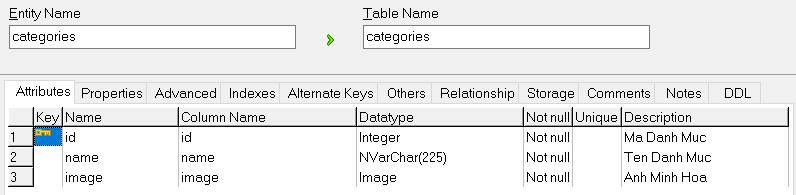 Entity Name Table Name
categories categories
Attributes Properties Advanced Indexes Alternate Keys Others Relationship Storage Comments Notes DDL
Key Name Column Name Datatype Not null Unique Description
1 id id Integer Not null Ma Danh Muc
2 name name NVarChar(225) Not null Ten Danh Muc
3 image image Image Not null Anh Minh Hoa